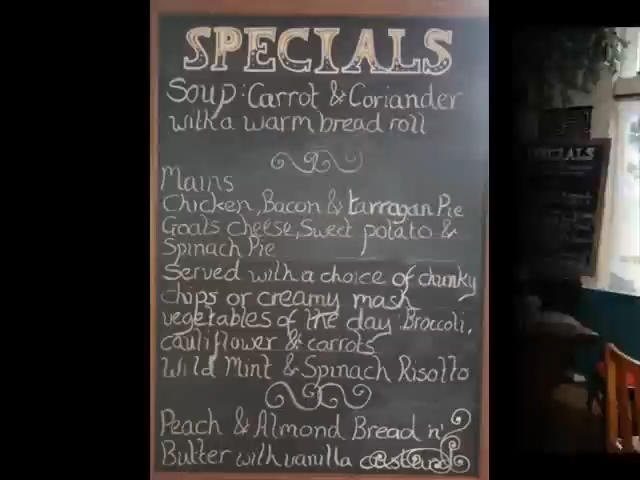 SPECIALS
Soup: Carrot & Coriander
with a warm bread roll
Mains
Chicken, Bacon & tarragan Pie
Goats cheese, Sweet potato &
Spinach Pie
Served with a choice of chunky
chips or creamy mash
vegetables of the day: Broccoli,
cauliflower & carrots
Wild Mint & Spinach Risotto
Peach & Almond Bread n'
Butter with vanilla custard
SPECIALS